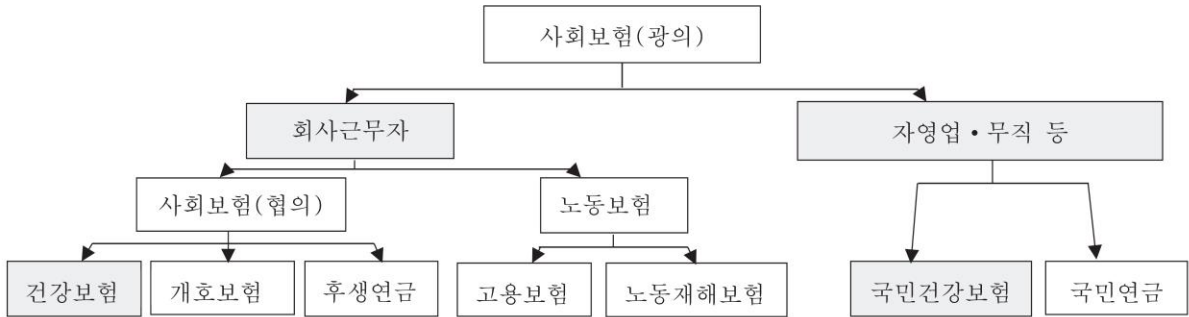 사회보험(광의)
회사근무자
자영업・무직 등
사회보험(협의)
노동보험
건강보험
개호보험
후생연금
고용보험
노동재해보험
국민건강보험
국민연금